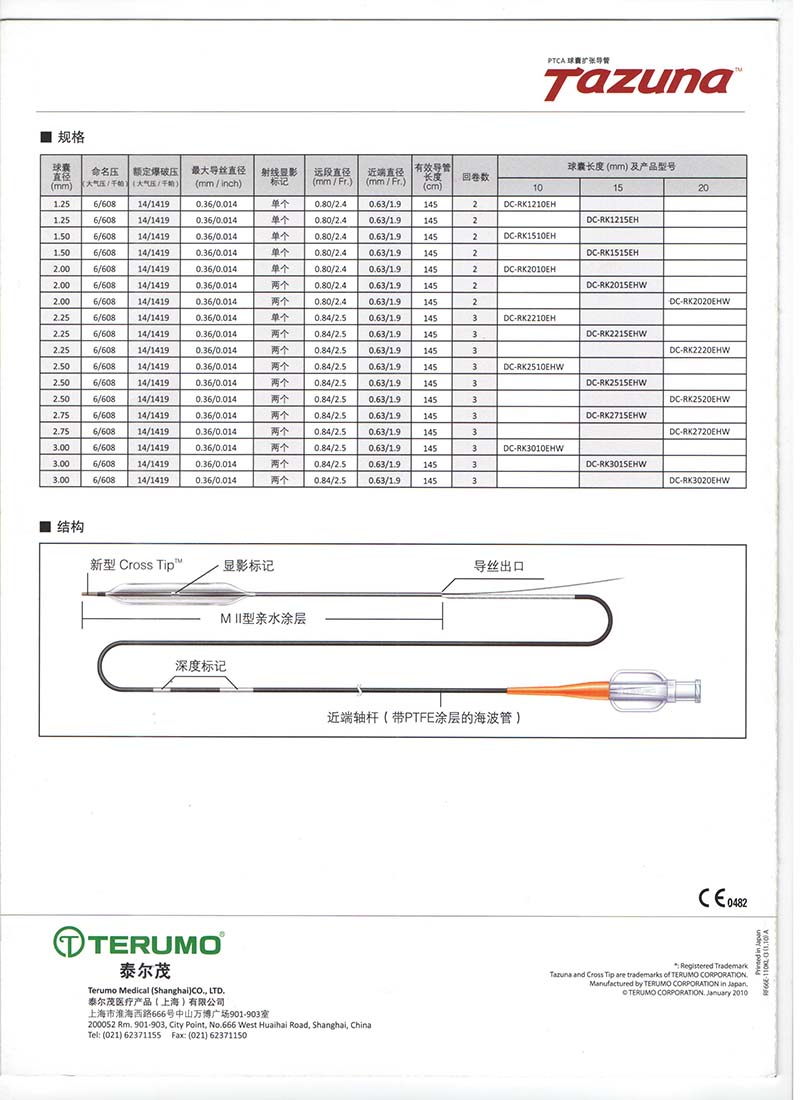 PTCA 球囊扩张导管
Tazuna™
■ 规格
球囊直径 (mm) 命名压 (大气压/千帕) 额定爆破压 (大气压/千帕) 最大导丝直径 (mm / inch) 射线显影标记 远段直径 (mm / Fr.) 近端直径 (mm / Fr.) 有效导管长度 (cm) 回卷数 球囊长度 (mm) 及产品型号
10 15 20
1.25 6/608 14/1419 0.36/0.014 单个 0.80/2.4 0.63/1.9 145 2 DC-RK1210EH
1.25 6/608 14/1419 0.36/0.014 单个 0.80/2.4 0.63/1.9 145 2 DC-RK1215EH
1.50 6/608 14/1419 0.36/0.014 单个 0.80/2.4 0.63/1.9 145 2 DC-RK1510EH
1.50 6/608 14/1419 0.36/0.014 单个 0.80/2.4 0.63/1.9 145 2 DC-RK1515EH
2.00 6/608 14/1419 0.36/0.014 单个 0.80/2.4 0.63/1.9 145 2 DC-RK2010EH
2.00 6/608 14/1419 0.36/0.014 两个 0.80/2.4 0.63/1.9 145 2 DC-RK2015EHW
2.00 6/608 14/1419 0.36/0.014 两个 0.80/2.4 0.63/1.9 145 2 DC-RK2020EHW
2.25 6/608 14/1419 0.36/0.014 单个 0.84/2.5 0.63/1.9 145 3 DC-RK2210EH
2.25 6/608 14/1419 0.36/0.014 两个 0.84/2.5 0.63/1.9 145 3 DC-RK2215EHW
2.25 6/608 14/1419 0.36/0.014 两个 0.84/2.5 0.63/1.9 145 3 DC-RK2220EHW
2.50 6/608 14/1419 0.36/0.014 两个 0.84/2.5 0.63/1.9 145 3 DC-RK2510EHW
2.50 6/608 14/1419 0.36/0.014 两个 0.84/2.5 0.63/1.9 145 3 DC-RK2515EHW
2.50 6/608 14/1419 0.36/0.014 两个 0.84/2.5 0.63/1.9 145 3 DC-RK2520EHW
2.75 6/608 14/1419 0.36/0.014 两个 0.84/2.5 0.63/1.9 145 3 DC-RK2715EHW
2.75 6/608 14/1419 0.36/0.014 两个 0.84/2.5 0.63/1.9 145 3 DC-RK2720EHW
3.00 6/608 14/1419 0.36/0.014 两个 0.84/2.5 0.63/1.9 145 3 DC-RK3010EHW
3.00 6/608 14/1419 0.36/0.014 两个 0.84/2.5 0.63/1.9 145 3 DC-RK3015EHW
3.00 6/608 14/1419 0.36/0.014 两个 0.84/2.5 0.63/1.9 145 3 DC-RK3020EHW
■ 结构
新型 Cross Tip™ 显影标记 导丝出口
M II型亲水涂层
深度标记
近端轴杆（带PTFE涂层的海波管）
CE 0482
TERUMO®
泰尔茂
Terumo Medical (Shanghai)CO., LTD.
泰尔茂医疗产品（上海）有限公司
上海市淮海西路666号中山万博广场901-903室
200052 Rm. 901-903, City Point, No.666 West Huaihai Road, Shanghai, China
Tel: (021) 62371155 Fax: (021) 62371150
*: Registered Trademark
Tazuna and Cross Tip are trademarks of TERUMO CORPORATION.
Manufactured by TERUMO CORPORATION in Japan.
© TERUMO CORPORATION. January 2010
Printed in Japan